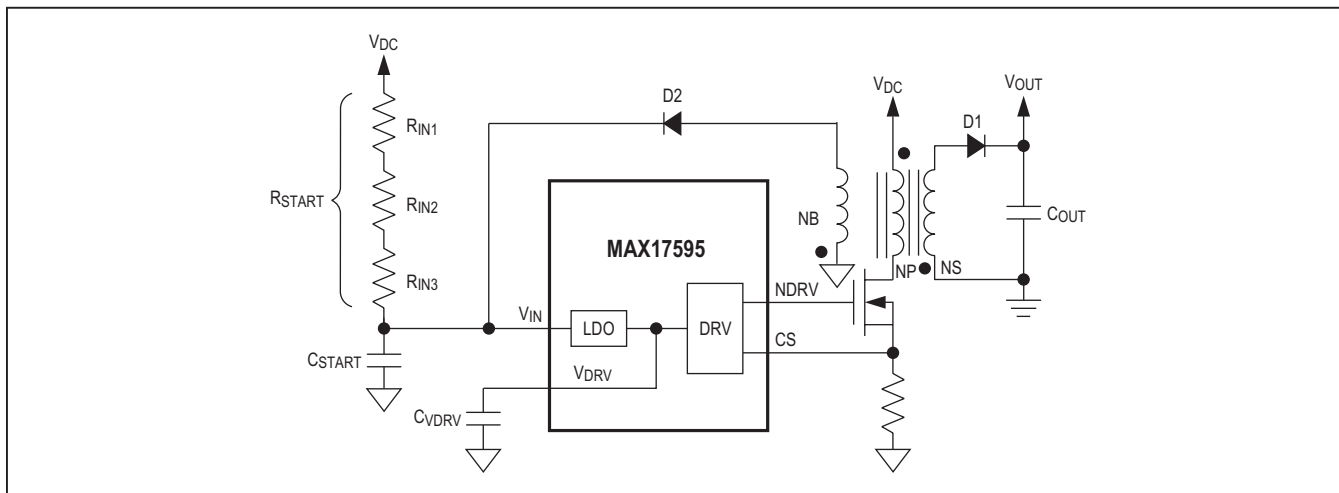 VDC
RIN1
RSTART
RIN2
RIN3
CSTART
D2
VDC
VOUT
D1
NB
COUT
NP
NS
MAX17595
NDRV
VIN
LDO
DRV
CS
VDRV
CVDRV